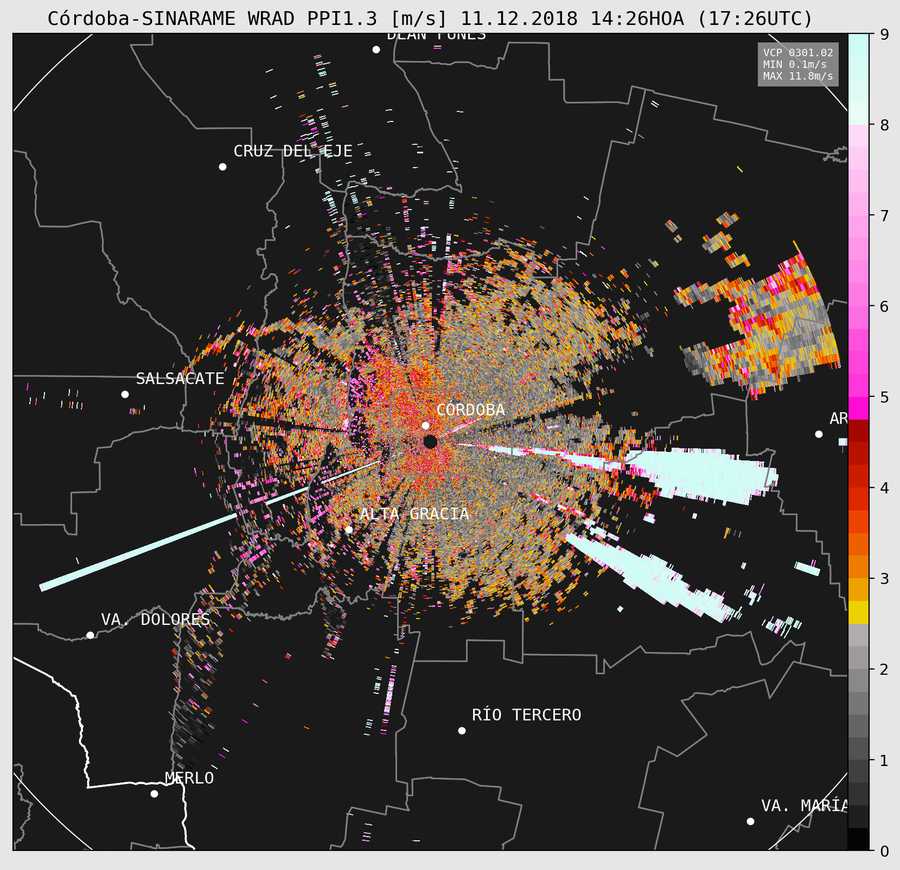 Córdoba-SINARAME WRAD PPI1.3 [m/s] 11.12.2018 14:26HOA (17:26UTC)
DEAN FUNES
VCP 0301.02
MIN 0.1m/s
MAX 11.8m/s
CRUZ DEL EJE
SALSACATE
CÓRDOBA
AR
ALTA GRACIA
VA. DOLORES
RÍO TERCERO
MERLO
VA. MARÍA
9
8
7
6
5
4
3
2
1
0